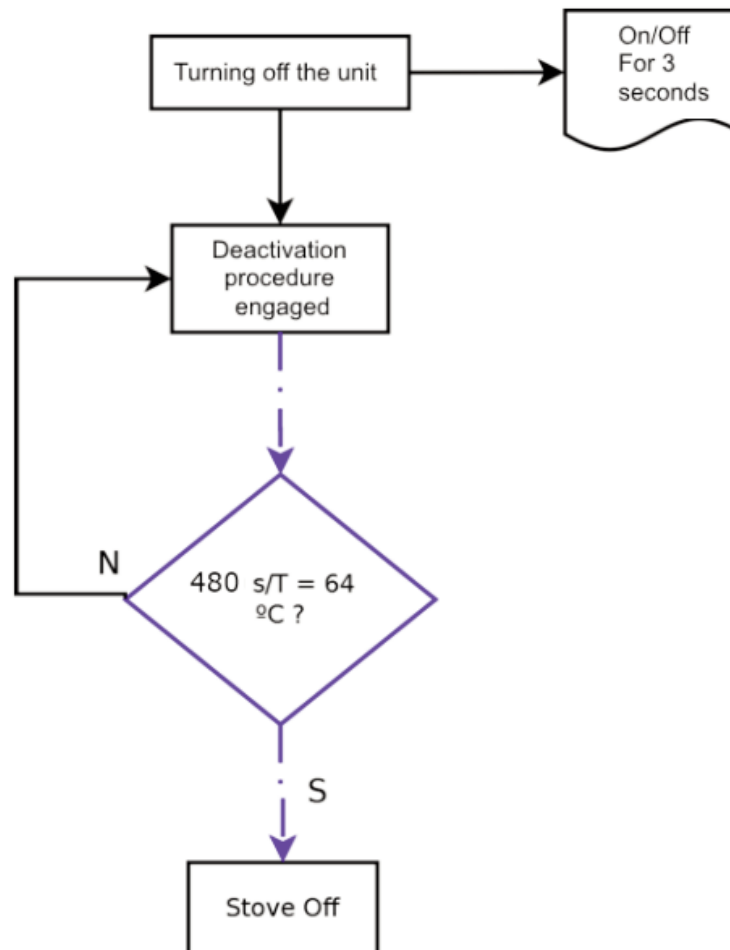 Turning off the unit
On/Off
For 3
seconds
Deactivation
procedure
engaged
N
480 s/T = 64
ºC ?
S
Stove Off